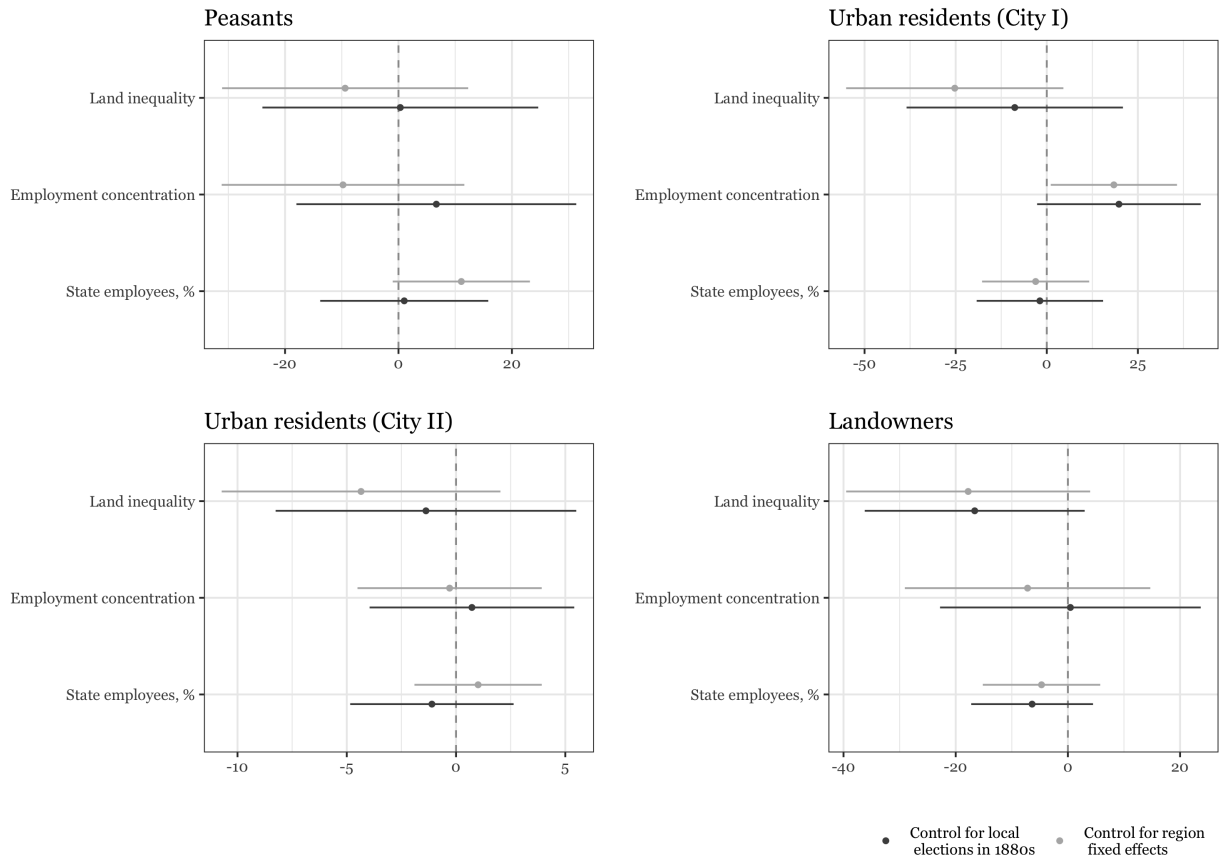 Peasants
Land inequality
Employment concentration
State employees, %
-20 0 20
Urban residents (City I)
Land inequality
Employment concentration
State employees, %
-50 -25 0 25
Urban residents (City II)
Land inequality
Employment concentration
State employees, %
-10 -5 0 5
Landowners
Land inequality
Employment concentration
State employees, %
-40 -20 0 20
Control for local
elections in 1880s
Control for region
fixed effects